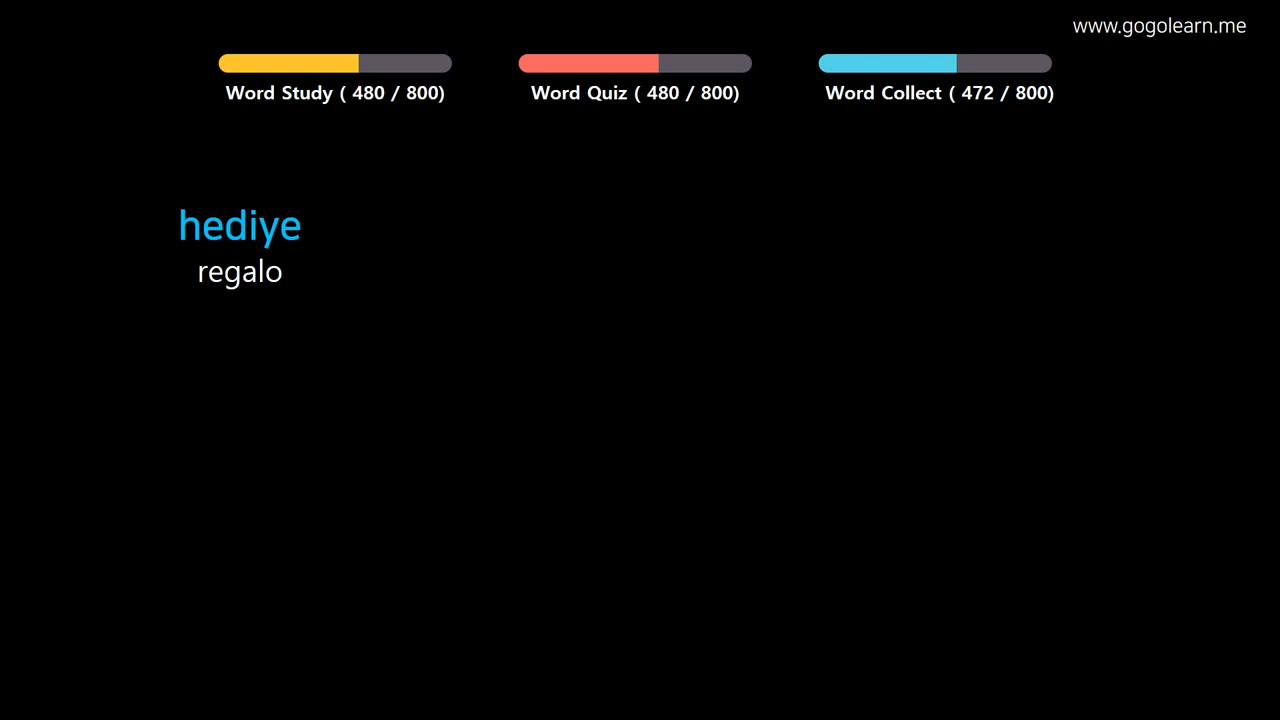 www.gogolearn.me
Word Study ( 480 / 800)
Word Quiz ( 480 / 800)
Word Collect ( 472 / 800)
hediye
regalo